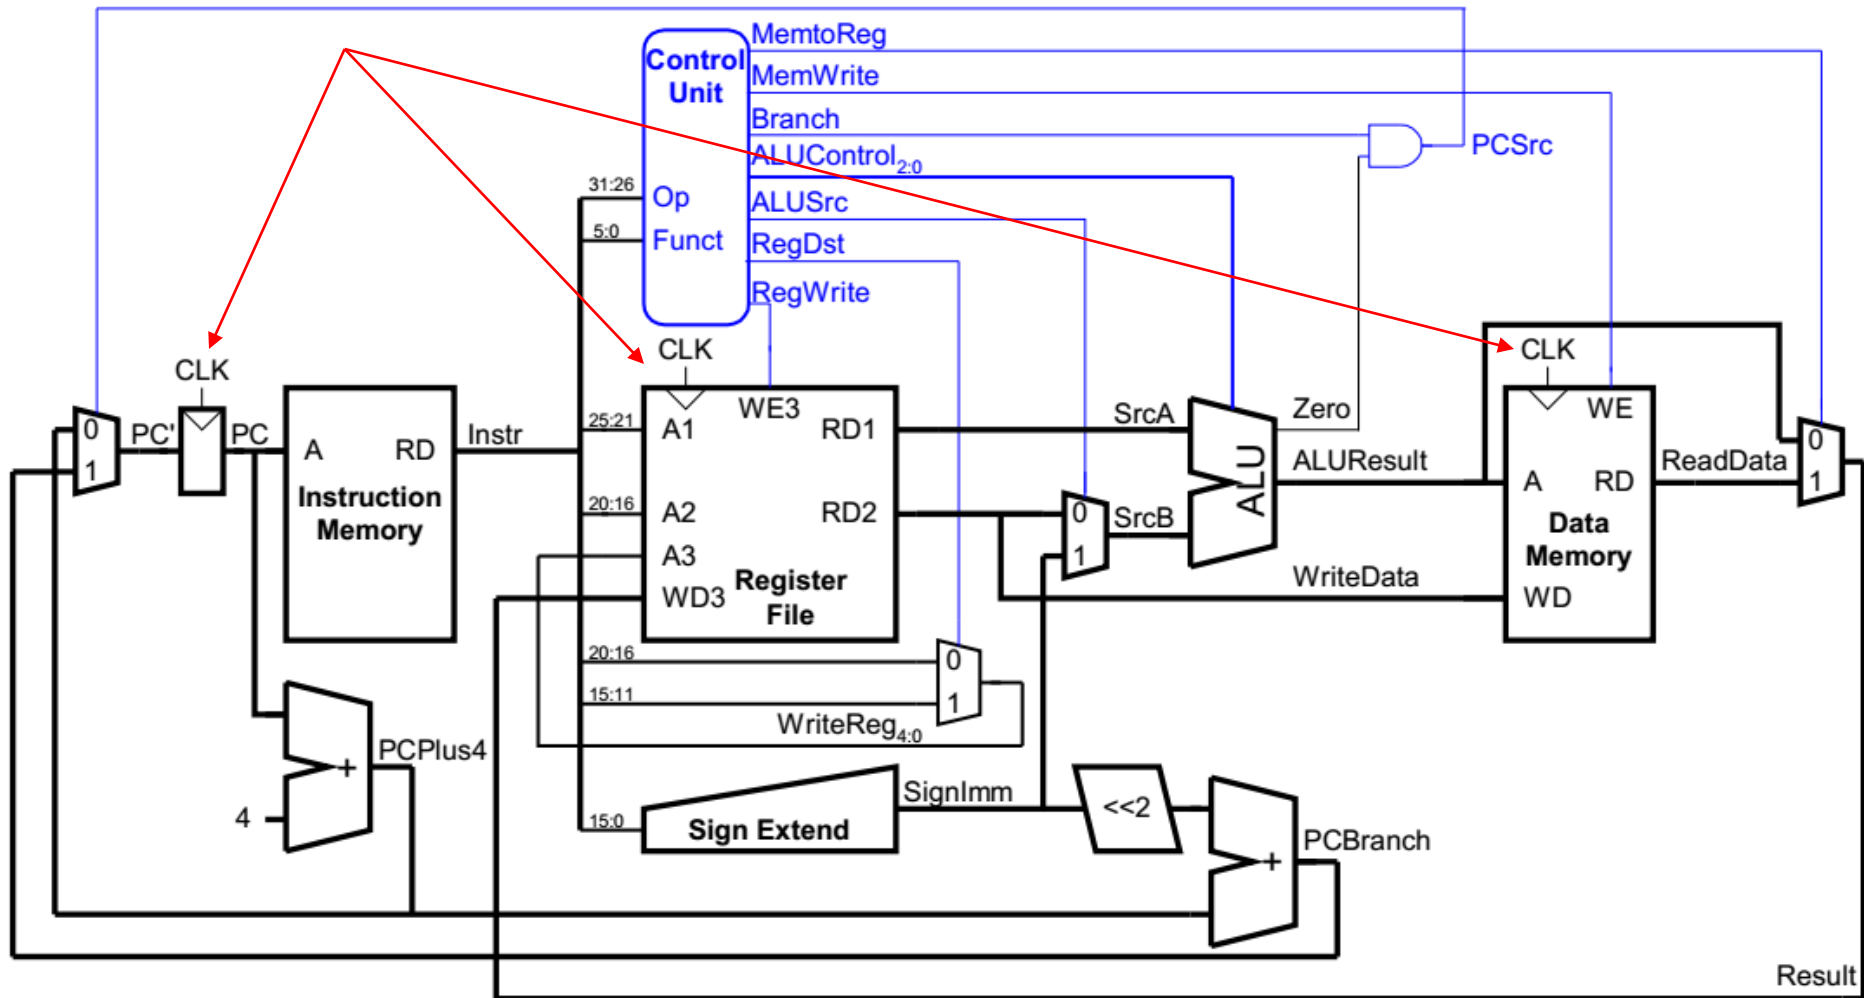 MemtoReg
Control
Unit
MemWrite
Branch
PCSrc
ALUControl2:0
31:26
Op
ALUSrc
5:0
Funct
RegDst
RegWrite
CLK
CLK
CLK
WE3
WE
0
PC'
PC
A
RD
Instr
25:21
A1
RD1
SrcA
Zero
0
1
Instruction
Memory
ALU
ALUResult
A
RD
ReadData
1
20:16
A2
RD2
0
SrcB
Data
Memory
A3
1
WD3
Register
File
WriteData
WD
20:16
0
15:11
1
WriteReg4:0
PCPlus4
+
4
SignImm
<<2
15:0
Sign Extend
PCBranch
+
Result